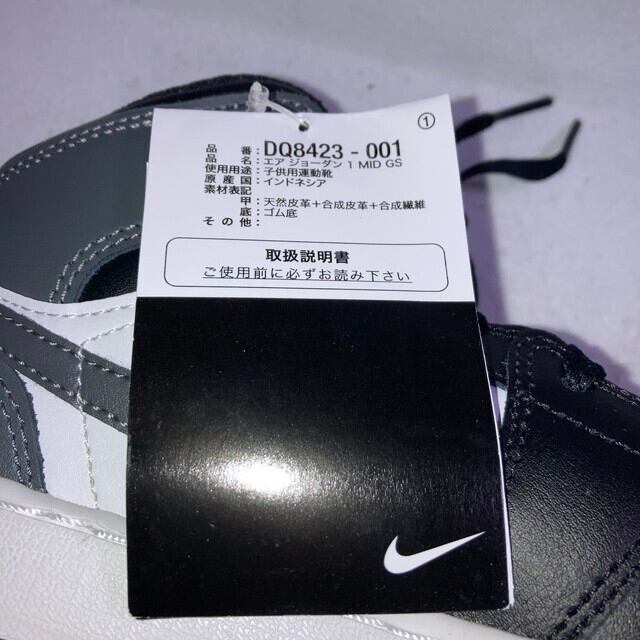 ①
品番：DQ8423-001
品名：エア ジョーダン 1 MID GS
使用用途：子供用運動靴
原産国：インドネシア
素材表記
甲：天然皮革＋合成皮革＋合成繊維
底：ゴム底
その他：
取扱説明書
ご使用前に必ずお読み下さい